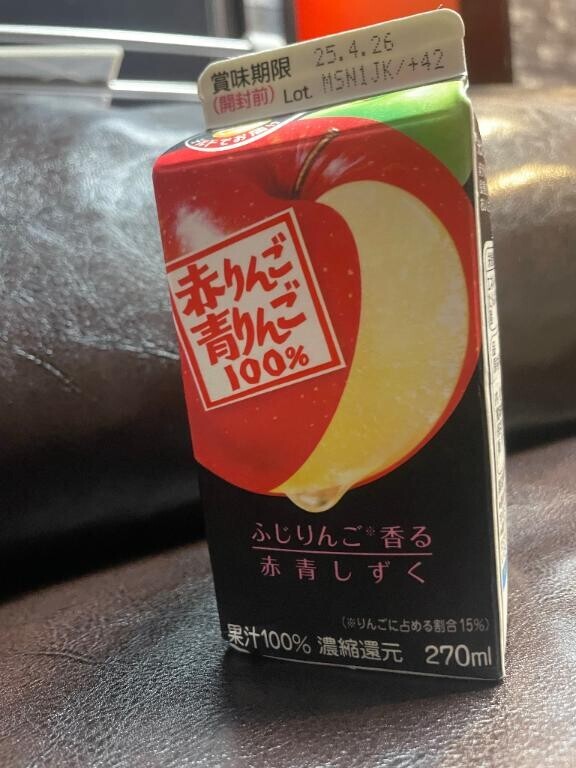 賞味期限
(開封前)
25.4.26
Lot MSN1JK/+42
赤りんご
青りんご
100%
ふじりんご※香る
赤青しずく
(※りんごに占める割合15%)
果汁100% 濃縮還元 270ml